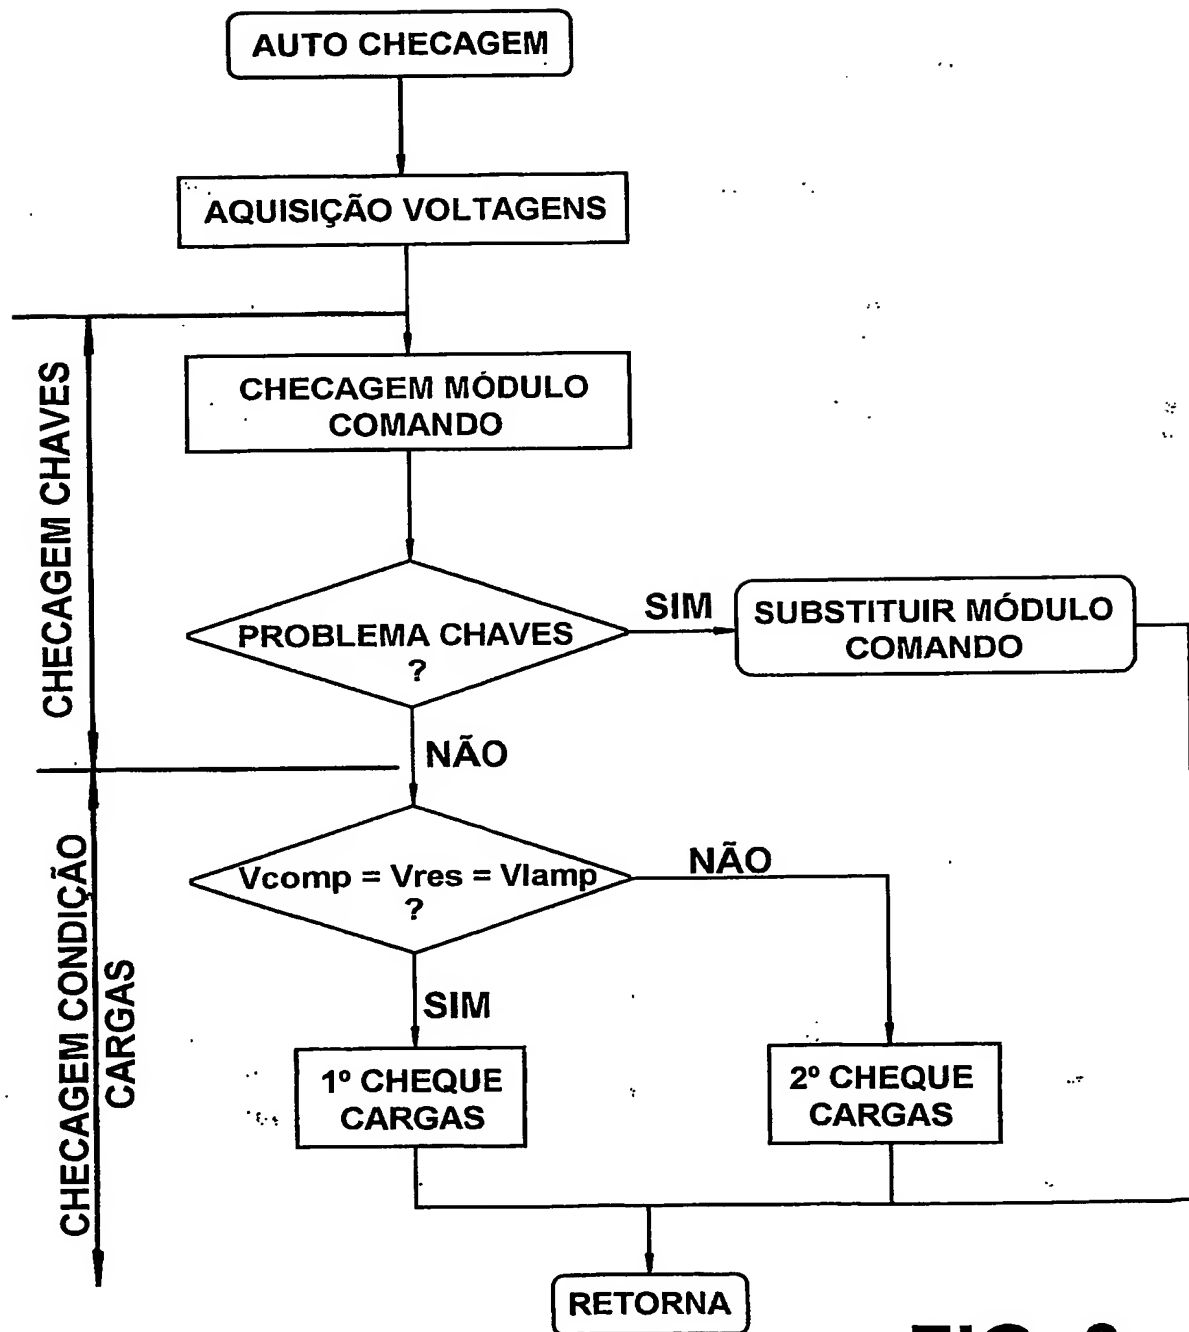 AUTO CHECAGEM
AQUISIÇÃO VOLTAGENS
CHECAGEM CHAVES
CHECAGEM MÓDULO
COMANDO
PROBLEMA CHAVES
?
SIM
SUBSTITUIR MÓDULO
COMANDO
NÃO
CHECAGEM CONDIÇÃO
CARGAS
Vcomp = Vres = Vlamp
?
NÃO
SIM
1º CHEQUE
CARGAS
2º CHEQUE
CARGAS
RETORNA